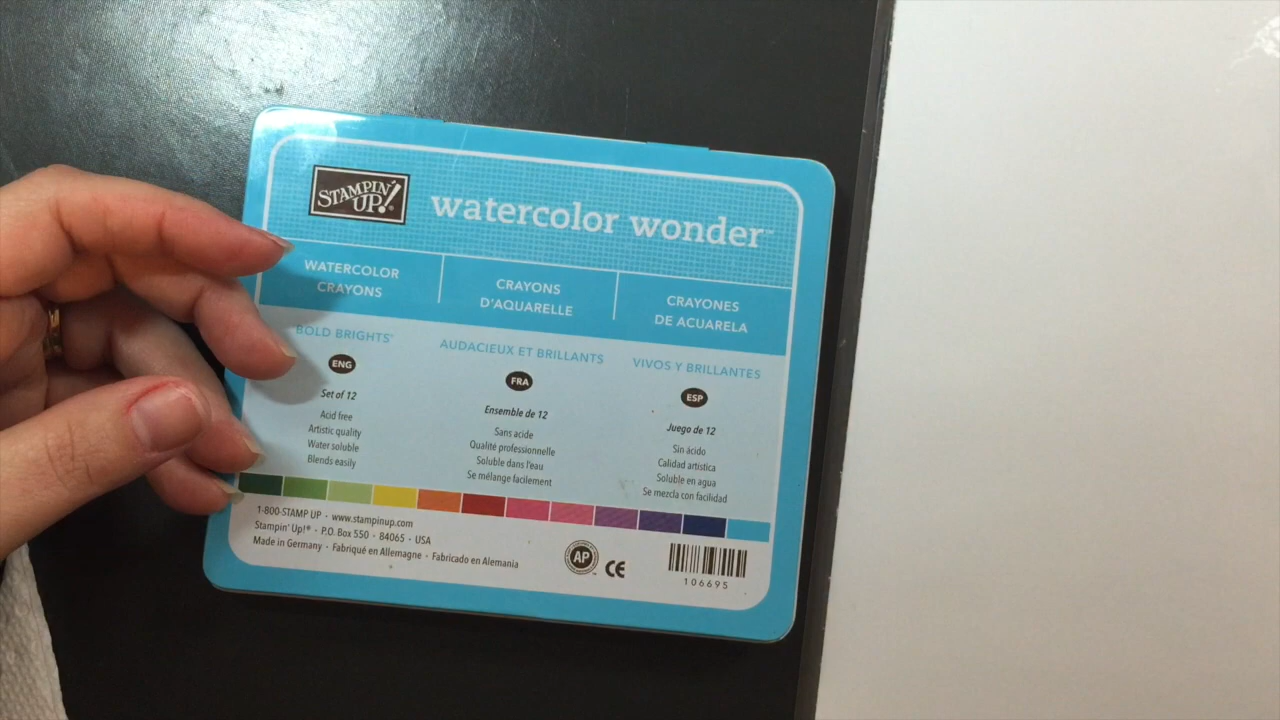 STAMPIN' UP!®
watercolor wonder™
WATERCOLOR
CRAYONS
CRAYONS
D'AQUARELLE
CRAYONES
DE ACUARELA
BOLD BRIGHTS®
ENG
Set of 12
Acid free
Artistic quality
Water soluble
Blends easily
AUDACIEUX ET BRILLANTS
FRA
Ensemble de 12
Sans acide
Qualité professionnelle
Soluble dans l'eau
Se mélange facilement
VIVOS Y BRILLANTES
ESP
Juego de 12
Sin ácido
Calidad artística
Soluble en agua
Se mezcla con facilidad
1-800-STAMP UP · www.stampinup.com
Stampin' Up!® · P.O. Box 550 · 84065 · USA
Made in Germany · Fabriqué en Allemagne · Fabricado en Alemania
AP
CE
106695